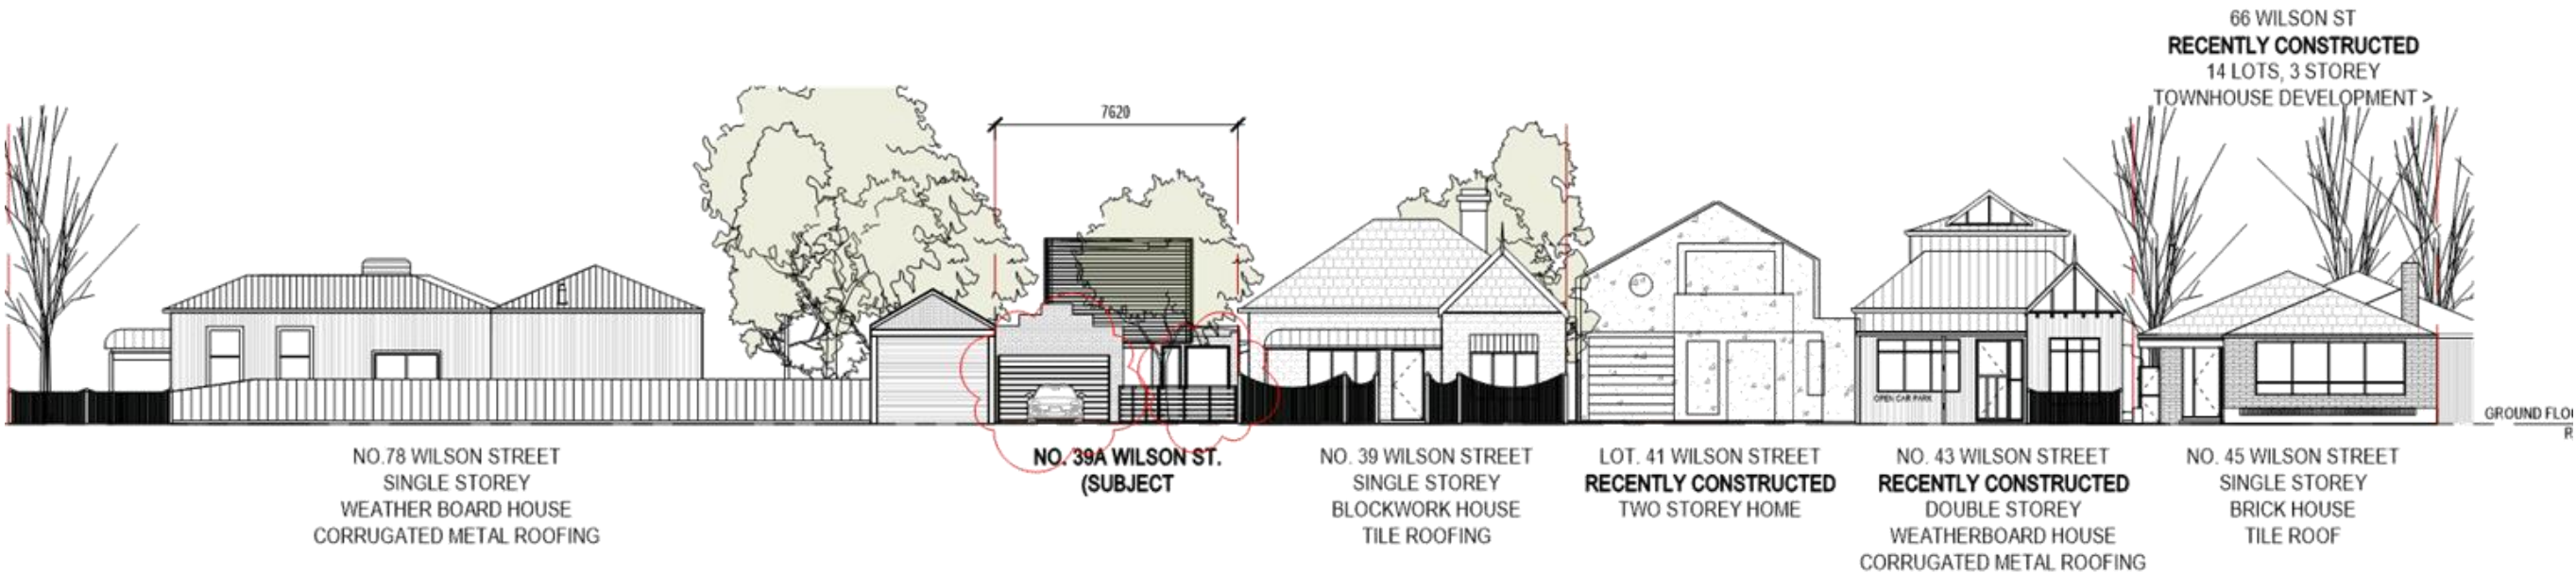 66 WILSON ST
RECENTLY CONSTRUCTED
14 LOTS, 3 STOREY
TOWNHOUSE DEVELOPMENT >
7620
OPEN CAR PARK
GROUND FLO
R
NO.78 WILSON STREET
SINGLE STOREY
WEATHER BOARD HOUSE
CORRUGATED METAL ROOFING
NO. 39A WILSON ST.
(SUBJECT
NO. 39 WILSON STREET
SINGLE STOREY
BLOCKWORK HOUSE
TILE ROOFING
LOT. 41 WILSON STREET
RECENTLY CONSTRUCTED
TWO STOREY HOME
NO. 43 WILSON STREET
RECENTLY CONSTRUCTED
DOUBLE STOREY
WEATHERBOARD HOUSE
CORRUGATED METAL ROOFING
NO. 45 WILSON STREET
SINGLE STOREY
BRICK HOUSE
TILE ROOF